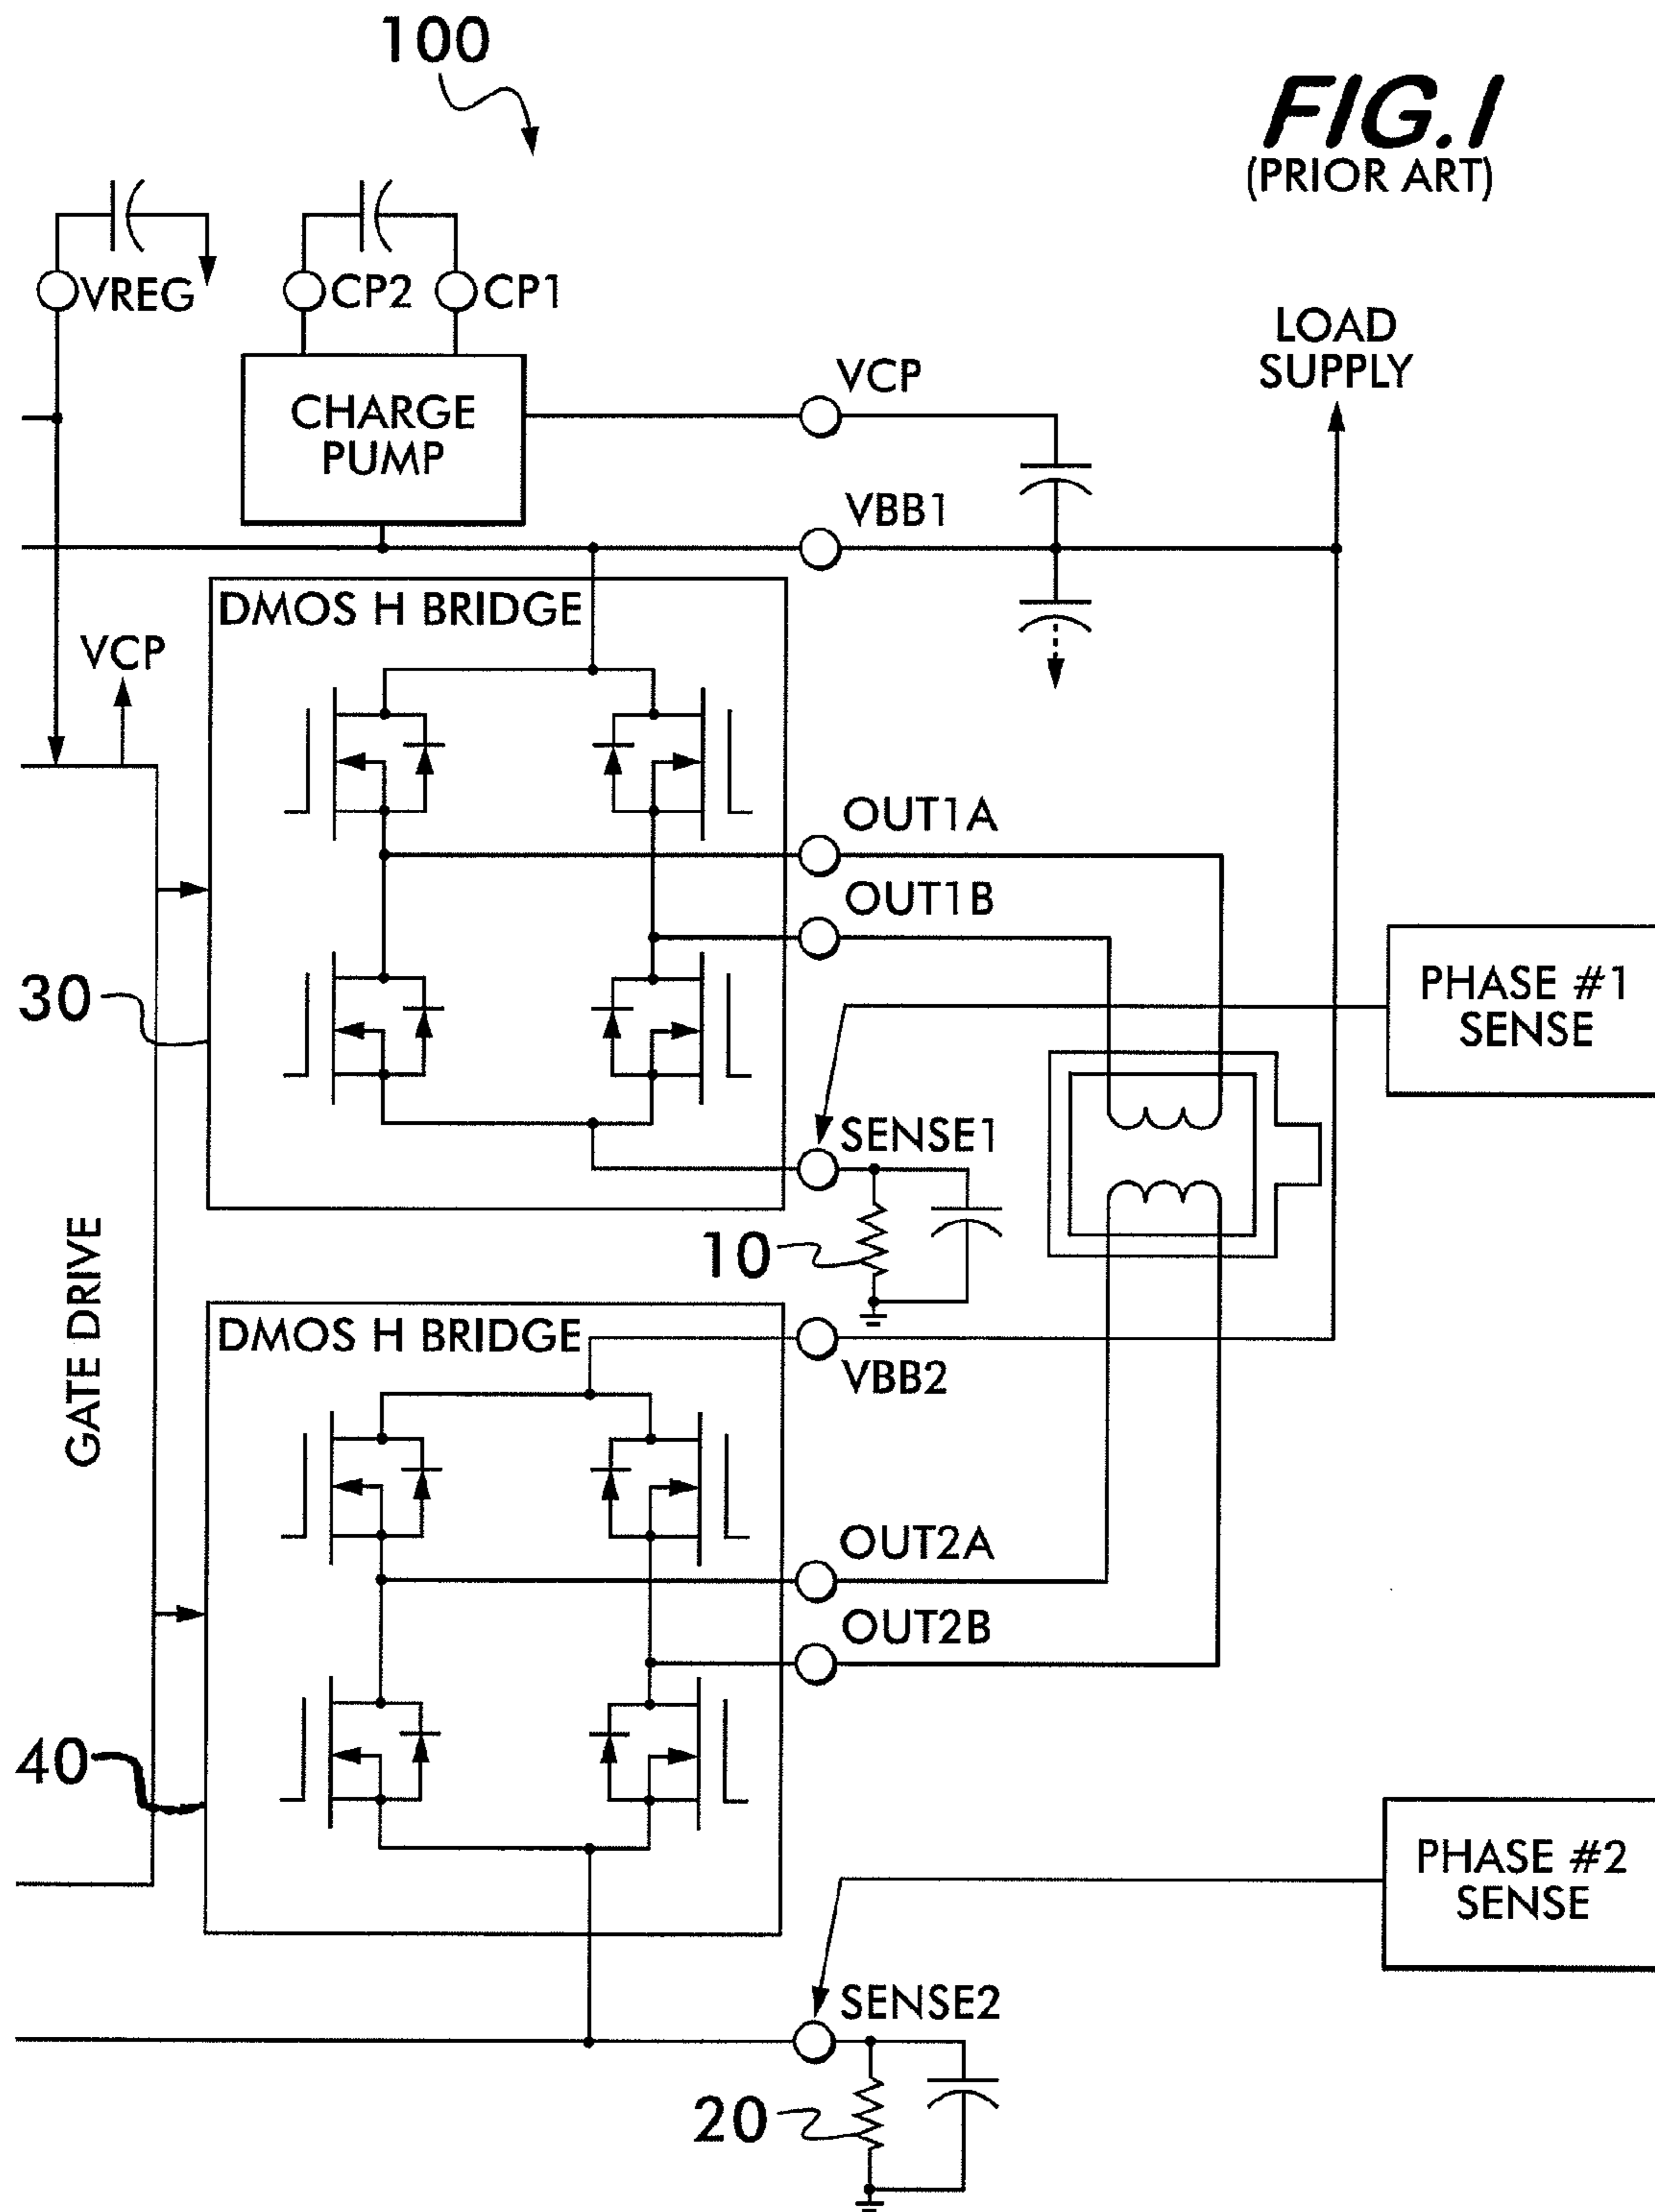 100
FIG.1
(PRIOR ART)
VREG
CP2
CP1
LOAD
SUPPLY
CHARGE
PUMP
VCP
VBB1
DMOS H BRIDGE
VCP
OUT1A
OUT1B
30
PHASE #1
SENSE
SENSE1
10
GATE DRIVE
DMOS H BRIDGE
VBB2
OUT2A
OUT2B
40
PHASE #2
SENSE
SENSE2
20